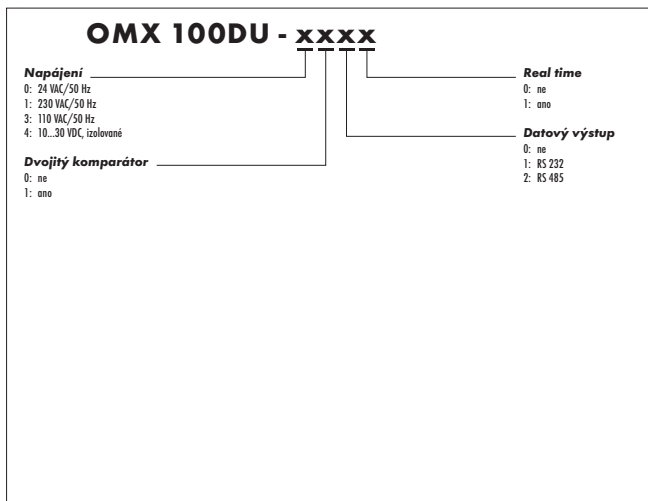 OMX 100DU - xxxx
Napájení
0: 24 VAC/50 Hz
1: 230 VAC/50 Hz
3: 110 VAC/50 Hz
4: 10...30 VDC, izolované
Dvojitý komparátor
0: ne
1: ano
Real time
0: ne
1: ano
Datový výstup
0: ne
1: RS 232
2: RS 485